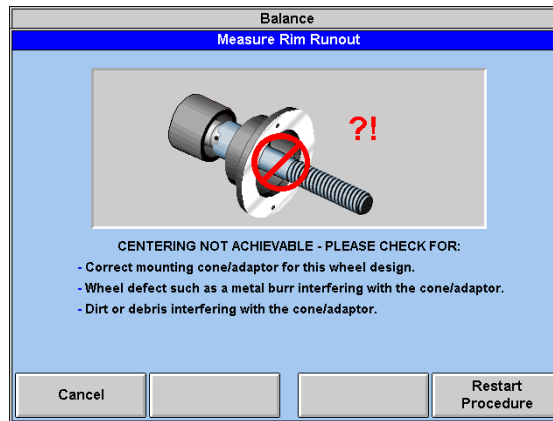 Balance
Measure Rim Runout
?!
CENTERING NOT ACHIEVABLE - PLEASE CHECK FOR:
- Correct mounting cone/adaptor for this wheel design.
- Wheel defect such as a metal burr interfering with the cone/adaptor.
- Dirt or debris interfering with the cone/adaptor.
Cancel
Restart
Procedure